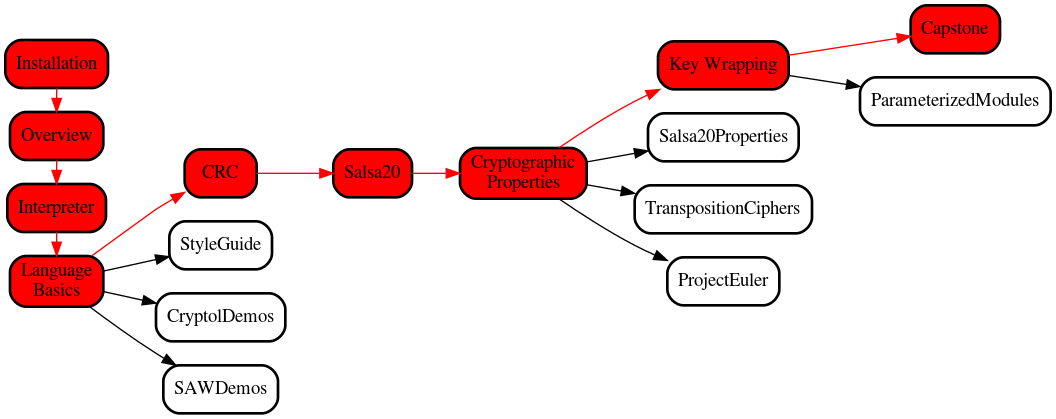 Installation
Overview
Interpreter
Language
Basics
CRC
StyleGuide
CryptolDemos
SAWDemos
Salsa20
Cryptographic
Properties
Key Wrapping
Salsa20Properties
TranspositionCiphers
ProjectEuler
Capstone
ParameterizedModules